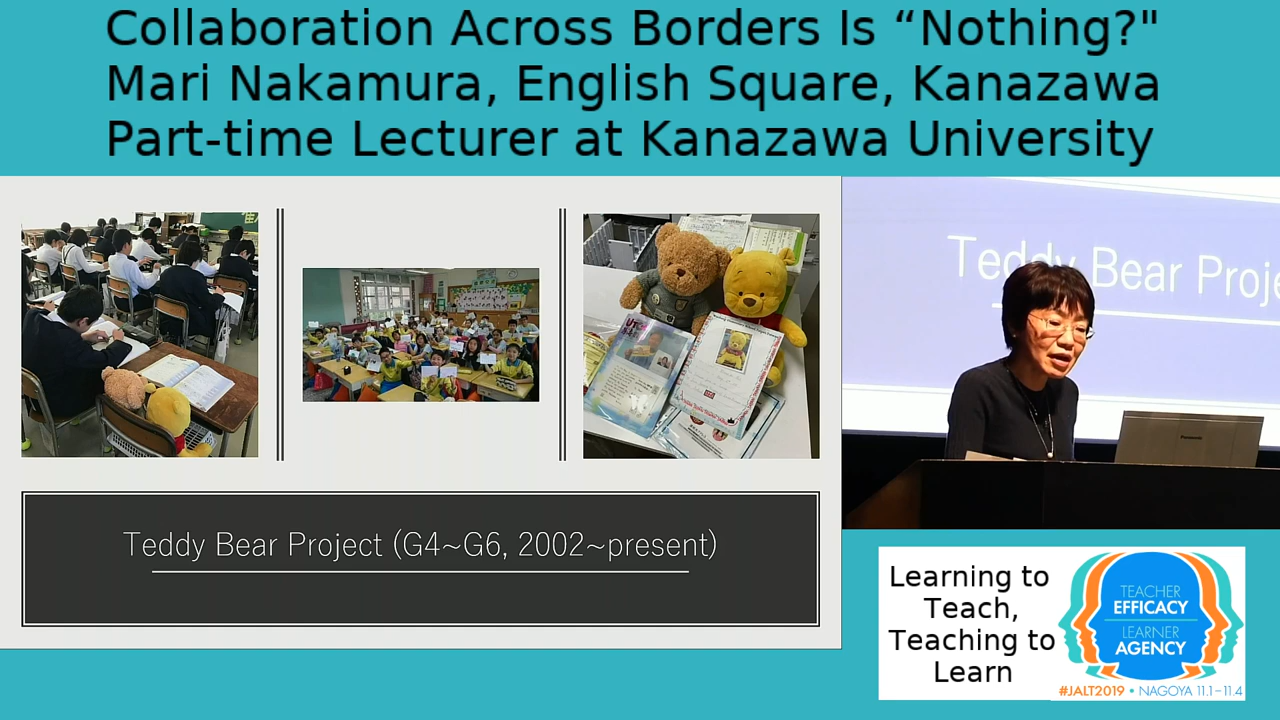 Collaboration Across Borders Is “Nothing?"
Mari Nakamura, English Square, Kanazawa
Part-time Lecturer at Kanazawa University
Teddy Bear Proje
Teddy Bear Project (G4~G6, 2002~present)
Panasonic
Learning to
Teach,
Teaching to
Learn
TEACHER
EFFICACY
LEARNER
AGENCY
#JALT2019 • NAGOYA 11.1–11.4